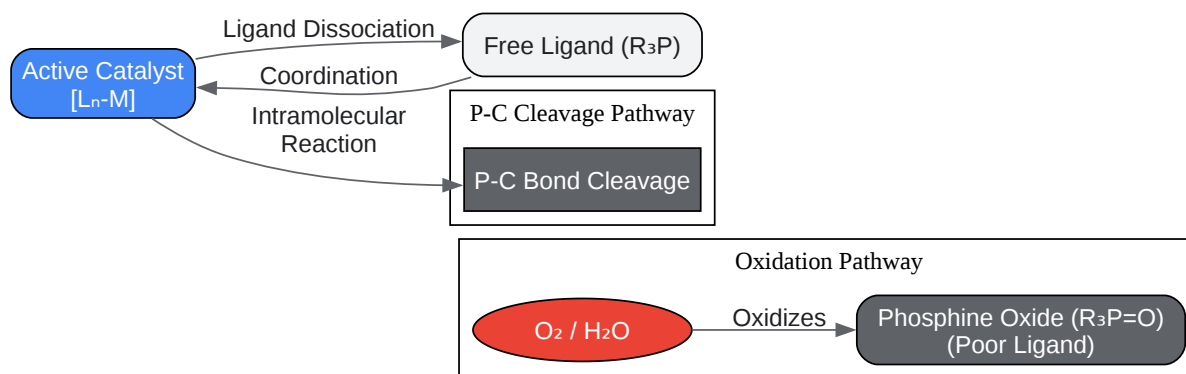 Ligand Dissociation
Free Ligand (R₃P)
Active Catalyst
[Lₙ-M]
Coordination
Intramolecular
Reaction
P-C Cleavage Pathway
P-C Bond Cleavage
Oxidation Pathway
O₂ / H₂O
Oxidizes
Phosphine Oxide (R₃P=O)
(Poor Ligand)